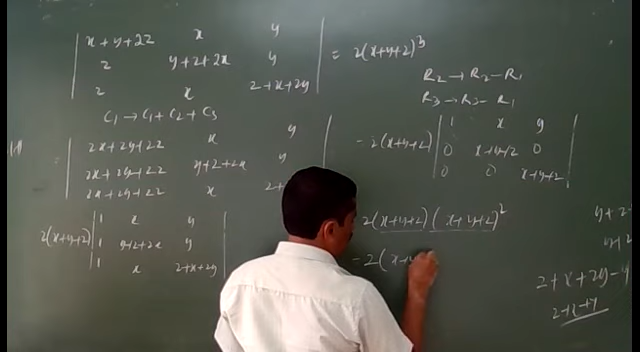 | x+y+2z x y |
| z y+z+2x y | = 2(x+y+z)³
| z x z+x+2y |
C₁ → C₁ + C₂ + C₃
= | 2x+2y+2z x y |
| 2x+2y+2z y+z+2x y |
| 2x+2y+2z x z+
2(x+y+z) | 1 x y |
| 1 y+z+2x y |
| 1 x z+x+2y |
R₂ → R₂ - R₁
R₃ → R₃ - R₁
= 2(x+y+z) | 1 x y |
| 0 x+y+z 0 |
| 0 0 x+y+z |
2(x+y+z) (x+y+z)²
= 2(x+y
y+z
z+x+2y-y
z+x+y